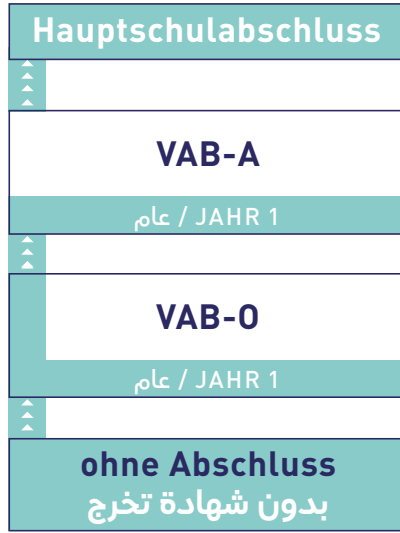 Hauptschulabschluss
VAB-A
عام / JAHR 1
VAB-O
عام / JAHR 1
ohne Abschluss
بدون شهادة تخرج